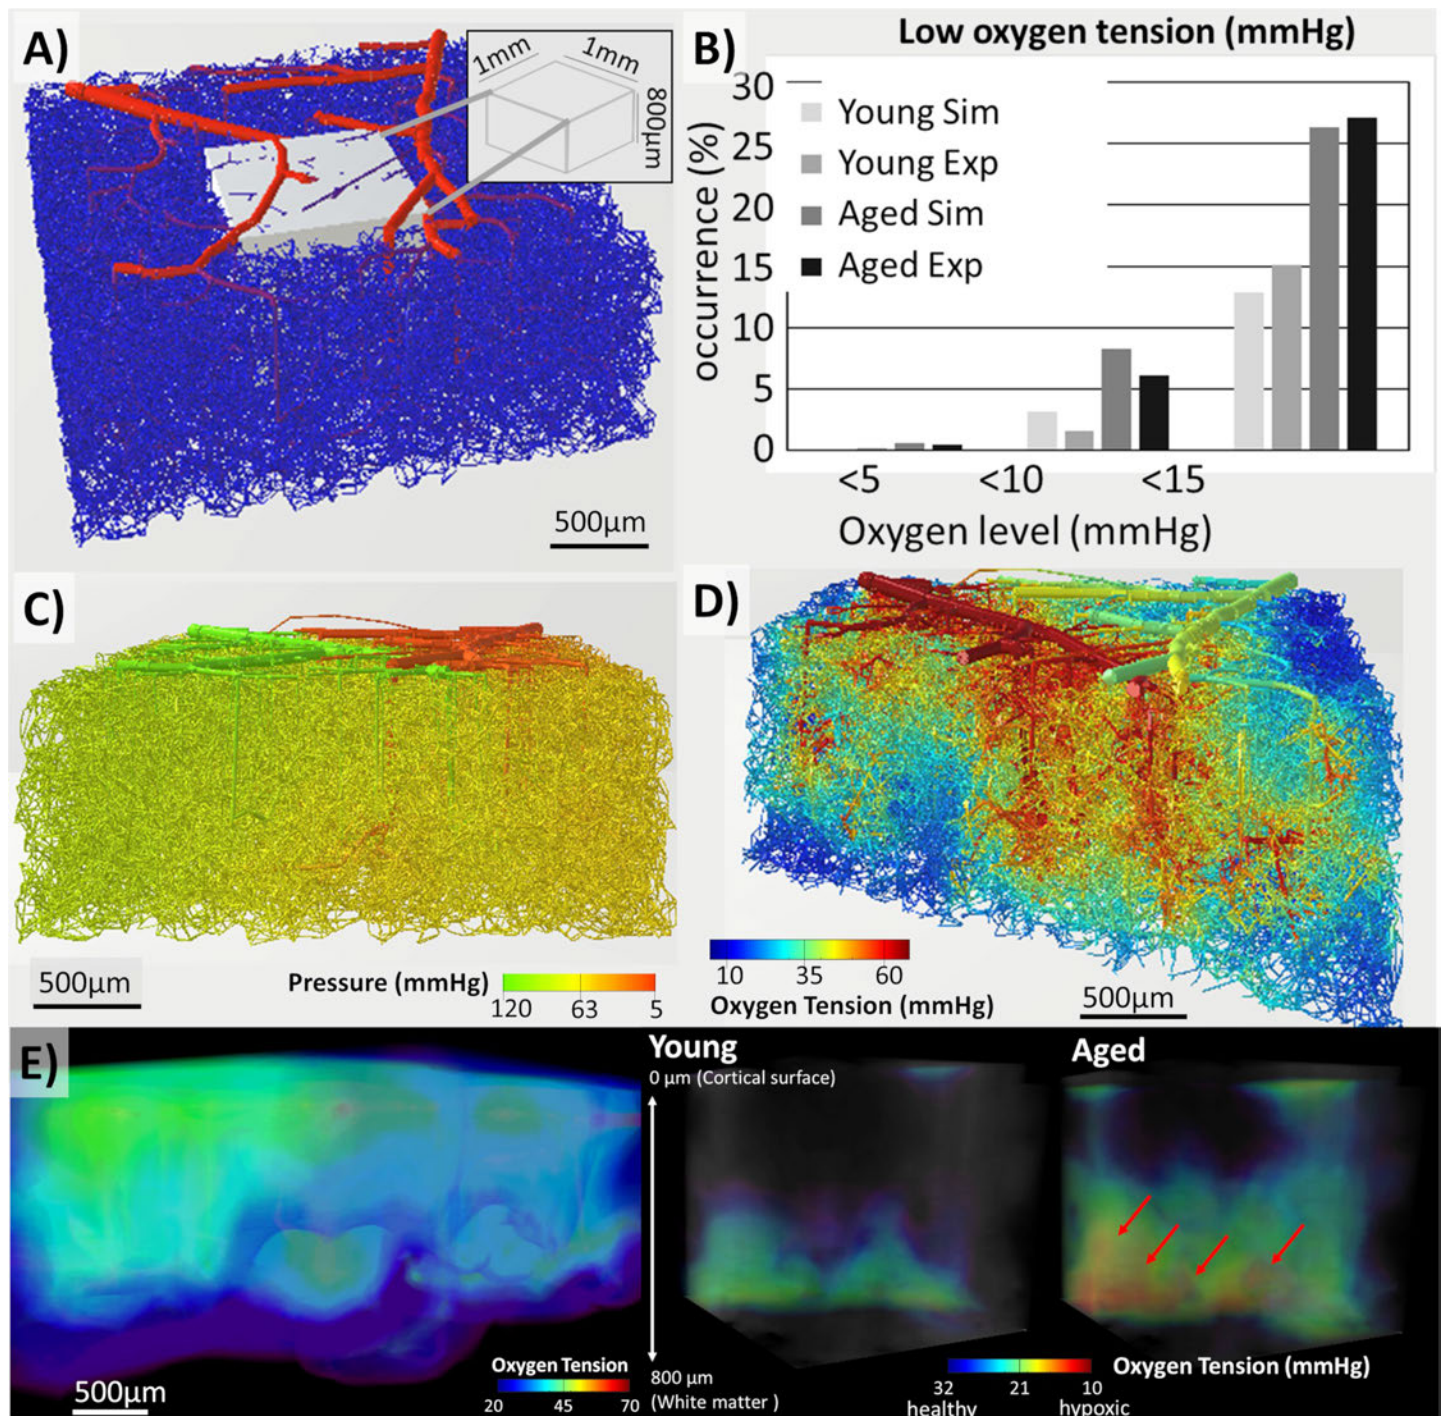 A)
1mm
1mm
800μm
500μm
B)
Low oxygen tension (mmHg)
occurrence (%)
30
25
20
15
10
5
0
Young Sim
Young Exp
Aged Sim
Aged Exp
<5
<10
<15
Oxygen level (mmHg)
C)
500μm
Pressure (mmHg)
120
63
5
D)
10
35
60
Oxygen Tension (mmHg)
500μm
E)
500μm
Oxygen Tension
20
45
70
Young
0 μm (Cortical surface)
800 μm
(White matter )
Aged
32
21
10
healthy
hypoxic
Oxygen Tension (mmHg)